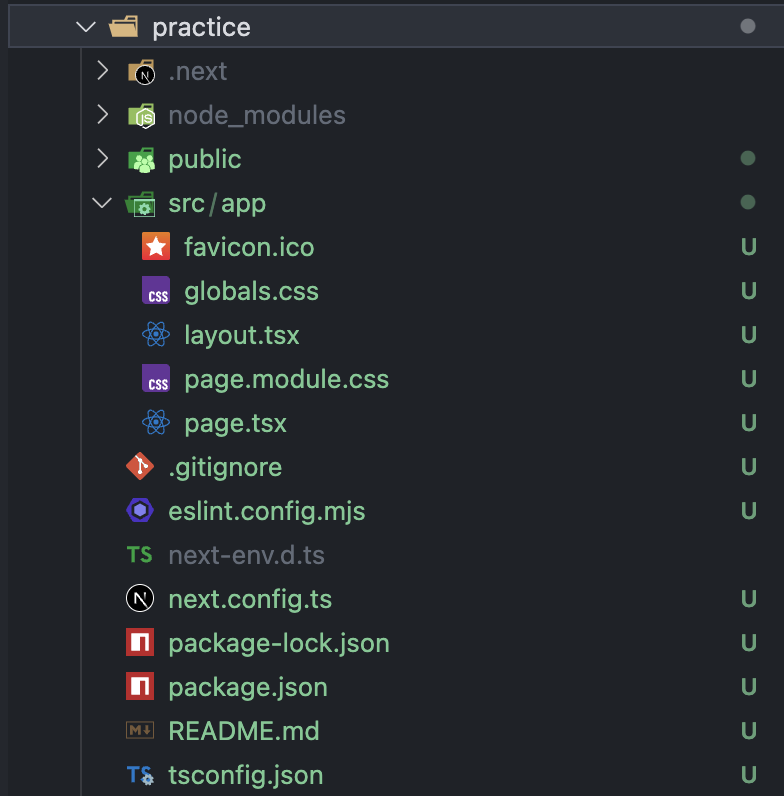 practice
.next
node_modules
public
src/app
favicon.ico U
globals.css U
layout.tsx U
page.module.css U
page.tsx U
.gitignore U
eslint.config.mjs U
next-env.d.ts
next.config.ts U
package-lock.json U
package.json U
README.md U
tsconfig.json U